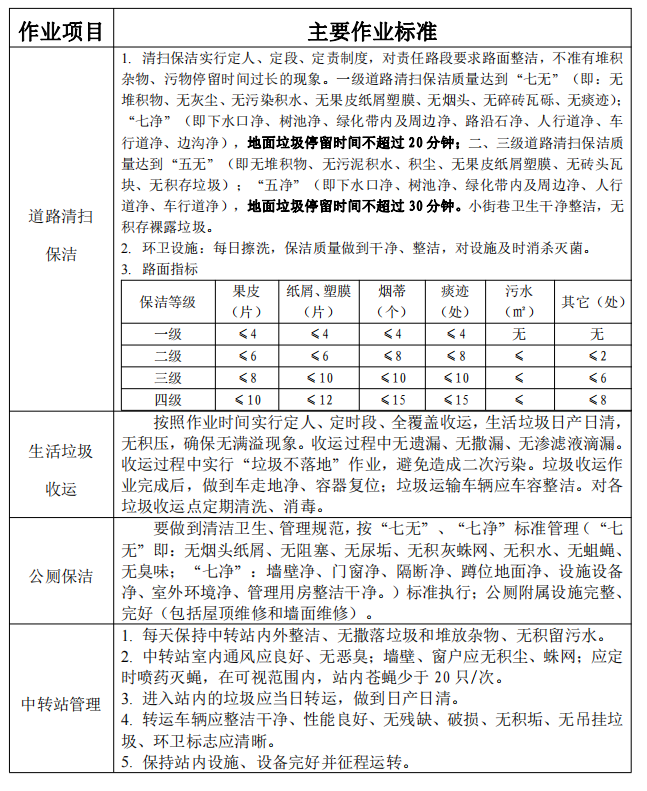 作业项目
主要作业标准
道路清扫
保洁
1. 清扫保洁实行定人、定段、定责制度，对责任路段要求路面整洁，不准有堆积
杂物、污物停留时间过长的现象。一级道路清扫保洁质量达到“七无”（即：无
堆积物、无灰尘、无污染积水、无果皮纸屑塑膜、无烟头、无碎砖瓦砾、无痰迹）；
“七净”（即下水口净、树池净、绿化带内及周边净、路沿石净、人行道净、车
行道净、边沟净），地面垃圾停留时间不超过 20 分钟；二、三级道路清扫保洁质
量达到“五无”（即无堆积物、无污泥积水、积尘、无果皮纸屑塑膜、无砖头瓦
块、无积存垃圾）；“五净”（即下水口净、树池净、绿化带内及周边净、人行
道净、车行道净），地面垃圾停留时间不超过 30 分钟。小街巷卫生干净整洁，无
积存裸露垃圾。
2. 环卫设施：每日擦洗，保洁质量做到干净、整洁，对设施及时消杀灭菌。
3. 路面指标
保洁等级 果皮（片） 纸屑、塑膜（片） 烟蒂（个） 痰迹（处） 污水（㎡） 其它（处）
一级 ≤4 ≤4 ≤4 ≤4 无 无
二级 ≤6 ≤6 ≤8 ≤8 ≤ ≤2
三级 ≤8 ≤10 ≤10 ≤10 ≤ ≤6
四级 ≤10 ≤12 ≤15 ≤15 ≤ ≤8
生活垃圾
收运
按照作业时间实行定人、定时段、全覆盖收运，生活垃圾日产日清，
无积压，确保无满溢现象。收运过程中无遗漏、无撒漏、无渗滤液滴漏。
收运过程中实行“垃圾不落地”作业，避免造成二次污染。垃圾收运作
业完成后，做到车走地净、容器复位；垃圾运输车辆应车容整洁。对各
垃圾收运点定期清洗、消毒。
公厕保洁
要做到清洁卫生、管理规范，按“七无”、“七净”标准管理（“七
无”即：无烟头纸屑、无阻塞、无尿垢、无积灰蛛网、无积水、无蛆蝇、
无臭味；“七净”：墙壁净、门窗净、隔断净、蹲位地面净、设施设备
净、室外环境净、管理用房整洁干净。）标准执行；公厕附属设施完整、
完好（包括屋顶维修和墙面维修）。
中转站管理
1. 每天保持中转站内外整洁、无撒落垃圾和堆放杂物、无积留污水。
2. 中转站室内通风应良好、无恶臭；墙壁、窗户应无积尘、蛛网；应定
时喷药灭蝇，在可视范围内，站内苍蝇少于 20 只/次。
3. 进入站内的垃圾应当日转运，做到日产日清。
4. 转运车辆应整洁干净、性能良好、无残缺、破损、无积垢、无吊挂垃
圾、环卫标志应清晰。
5. 保持站内设施、设备完好并征程运转。